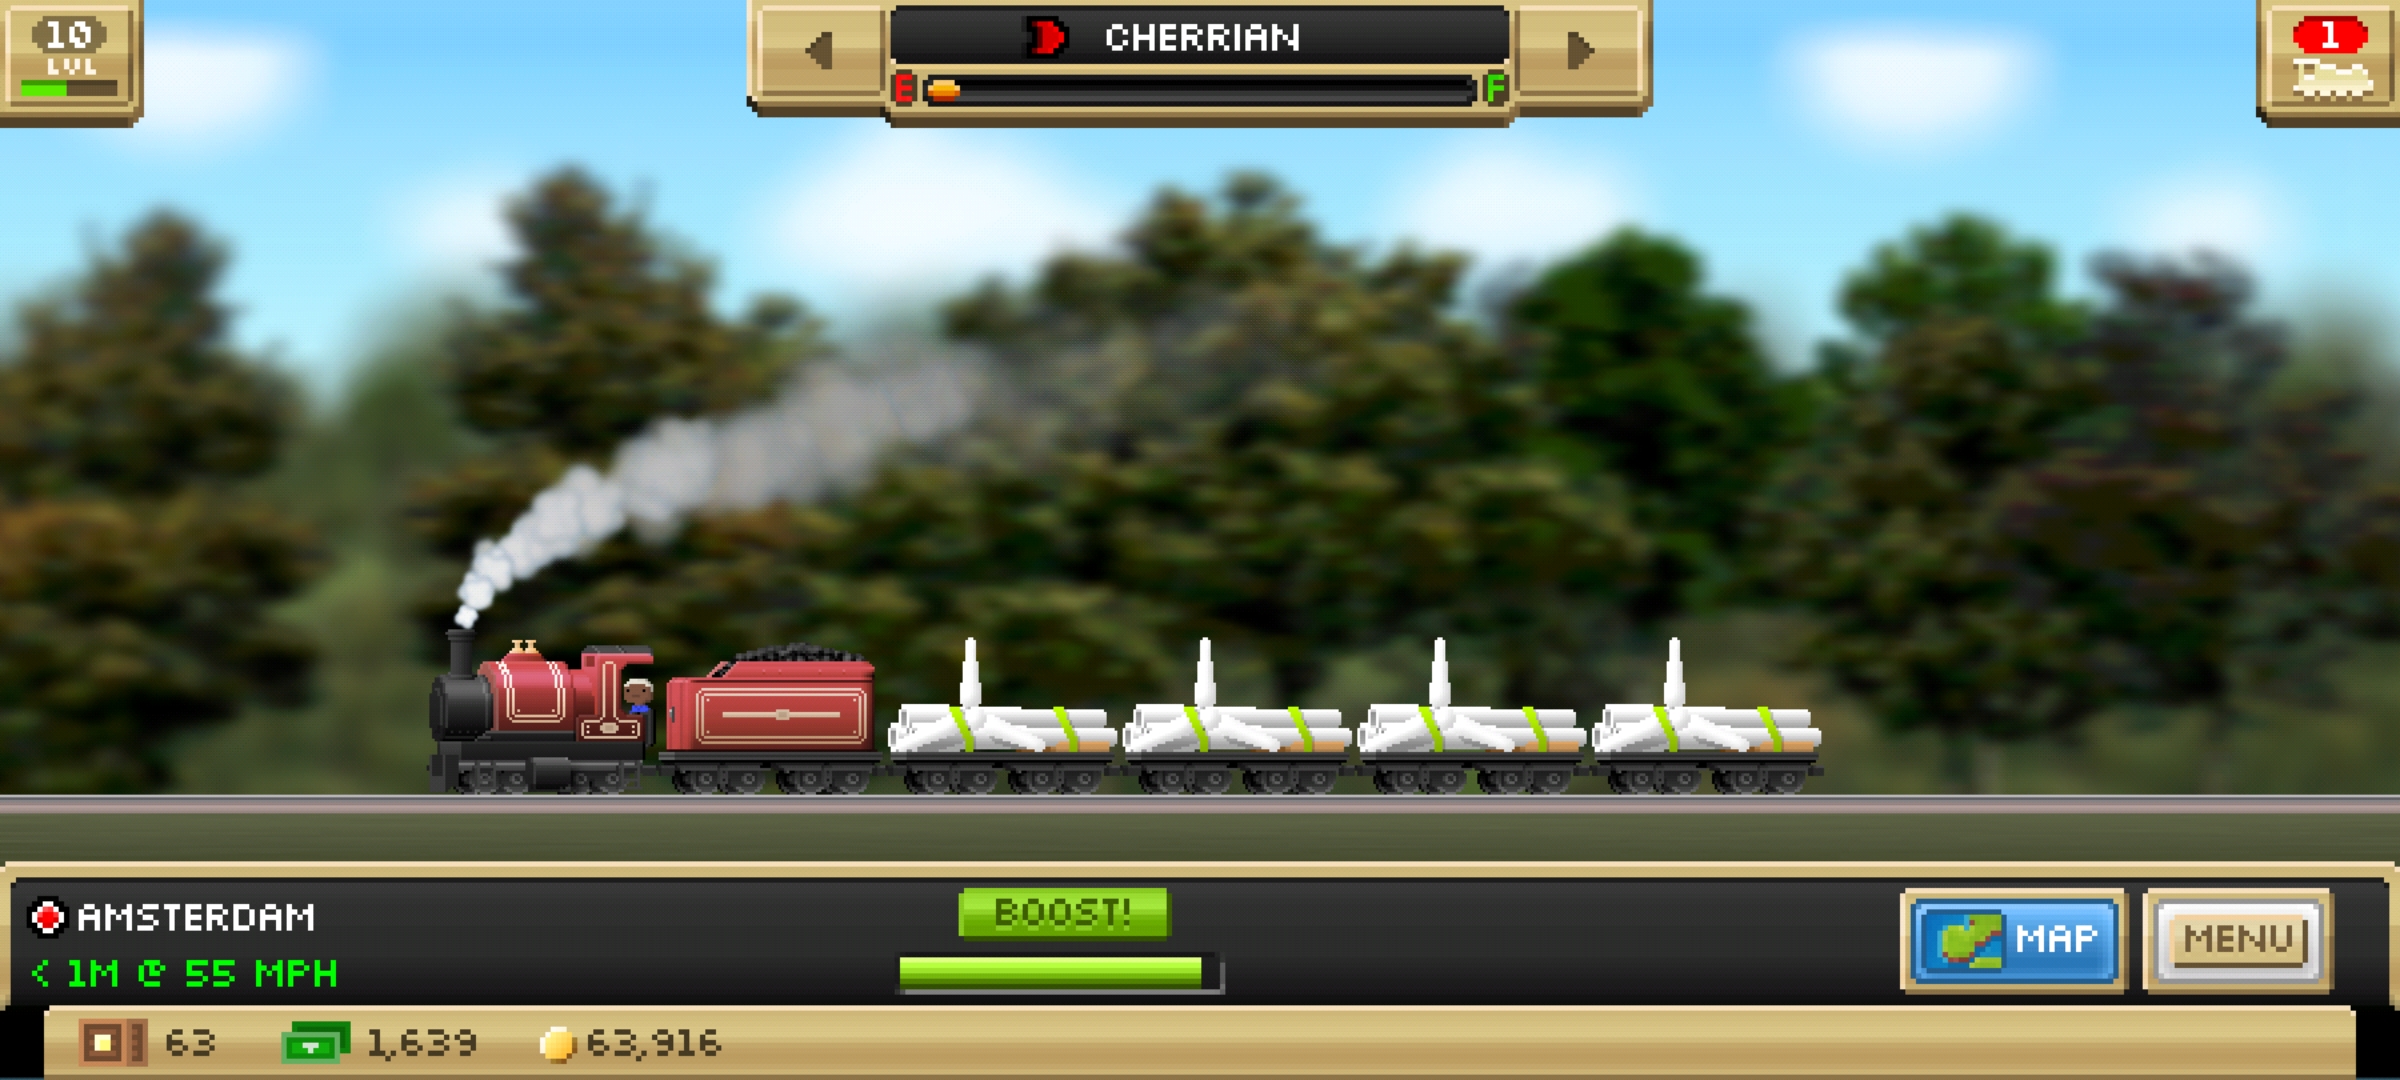 10
LVL
CHERRIAN
E F
1
AMSTERDAM
< 1M @ 55 MPH
BOOST!
MAP
MENU
63
1,639
63,916